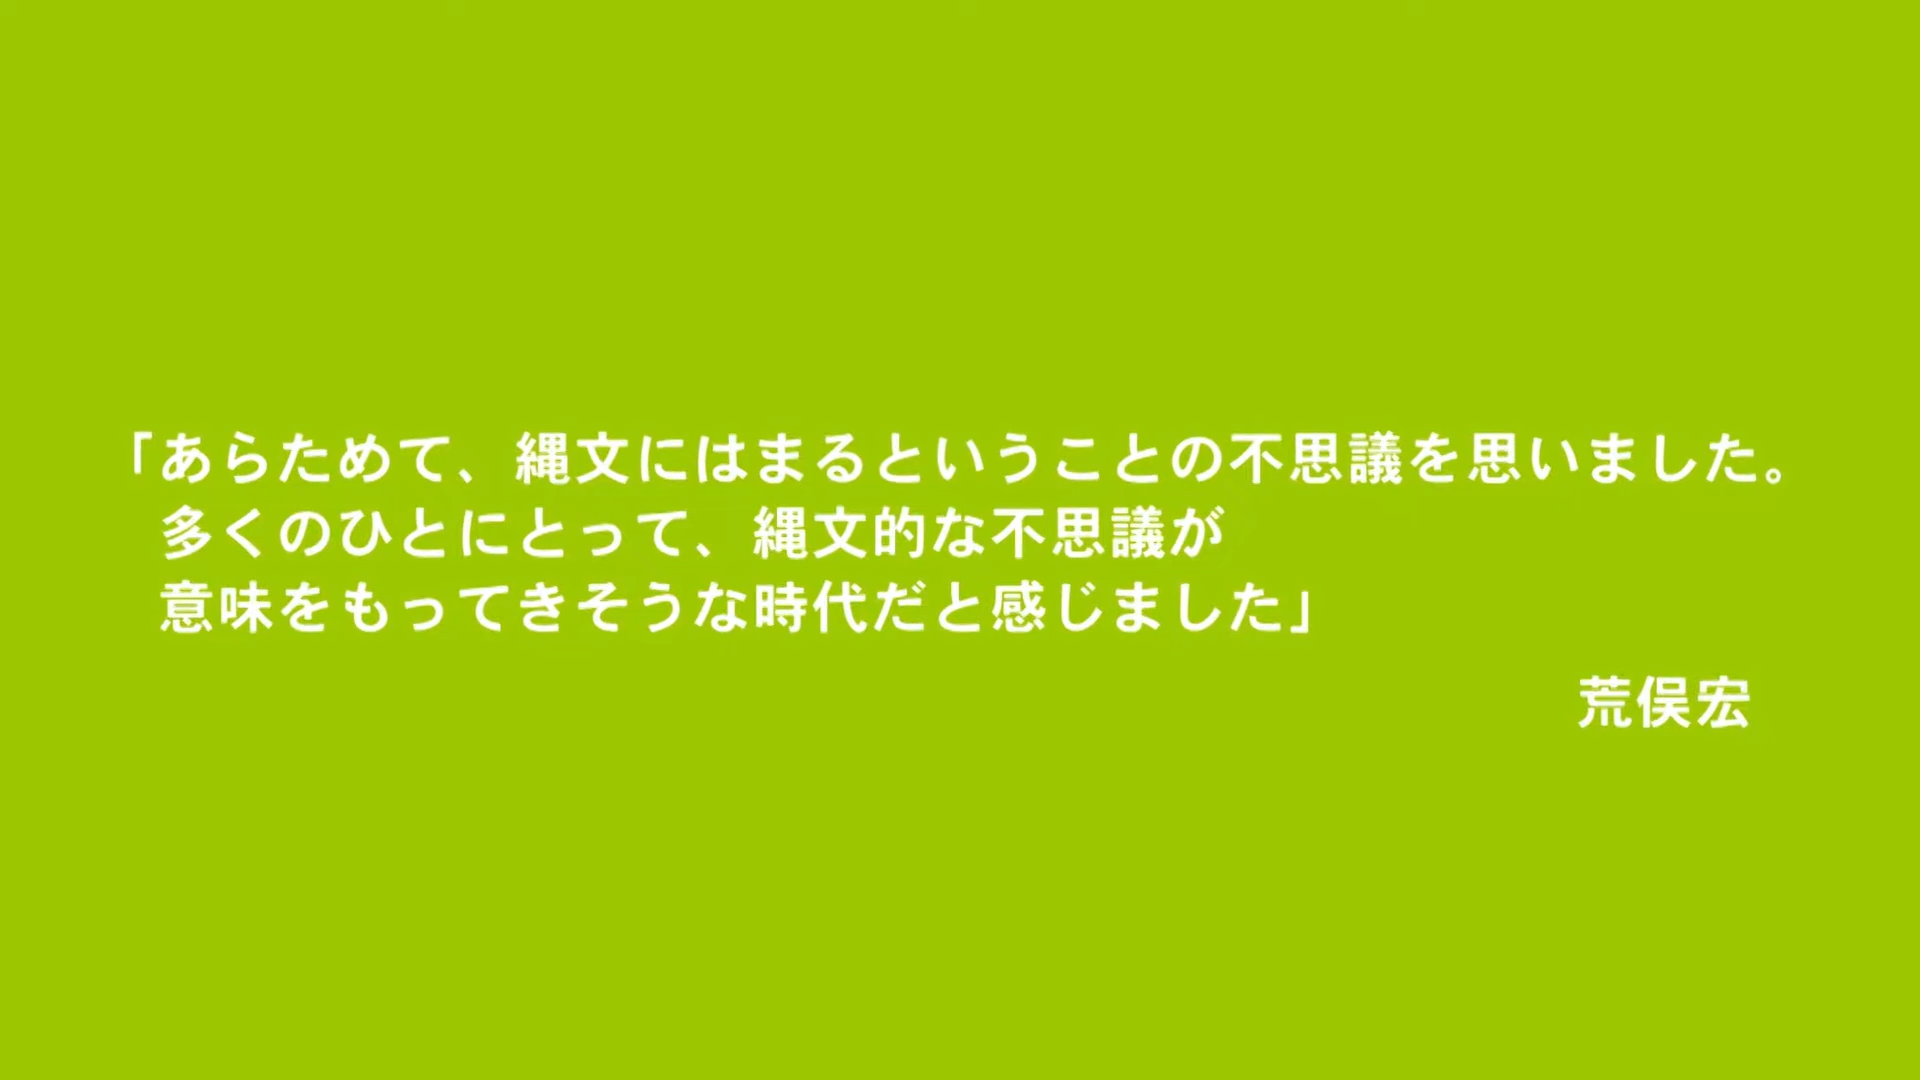 「あらためて、縄文にはまるということの不思議を思いました。
多くのひとにとって、縄文的な不思議が
意味をもってきそうな時代だと感じました」
荒俣宏